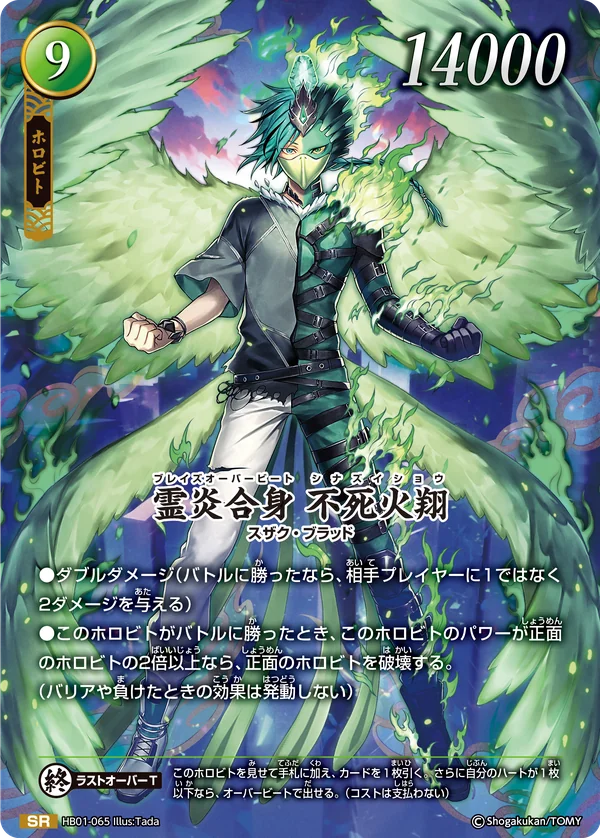 9
14000
ホロビト
ブレイズオーバービート シナズイショウ
霊炎合身 不死火翔
スザク・ブラッド
●ダブルダメージ(バトルに勝ったなら、相手プレイヤーに1ではなく
2ダメージを与える)
●このホロビトがバトルに勝ったとき、このホロビトのパワーが正面
のホロビトの2倍以上なら、正面のホロビトを破壊する。
(バリアや負けたときの効果は発動しない)
終 ラストオーバーT
このホロビトを見せて手札に加え、カードを1枚引く。さらに自分のハートが1枚
以下なら、オーバービートで出せる。(コストは支払わない)
SR HB01-065 Illus:Tada
© Shogakukan/TOMY